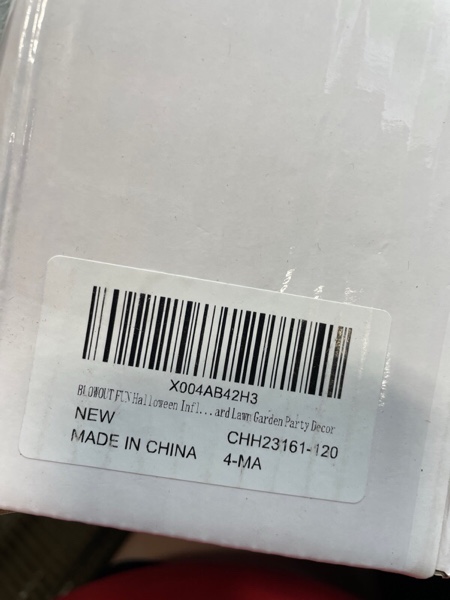 X004AB42H3
BLOWOUT FUN Halloween Infl...ard Lawn Garden Party Decor
NEW
CHH23161-120
MADE IN CHINA
4-MA